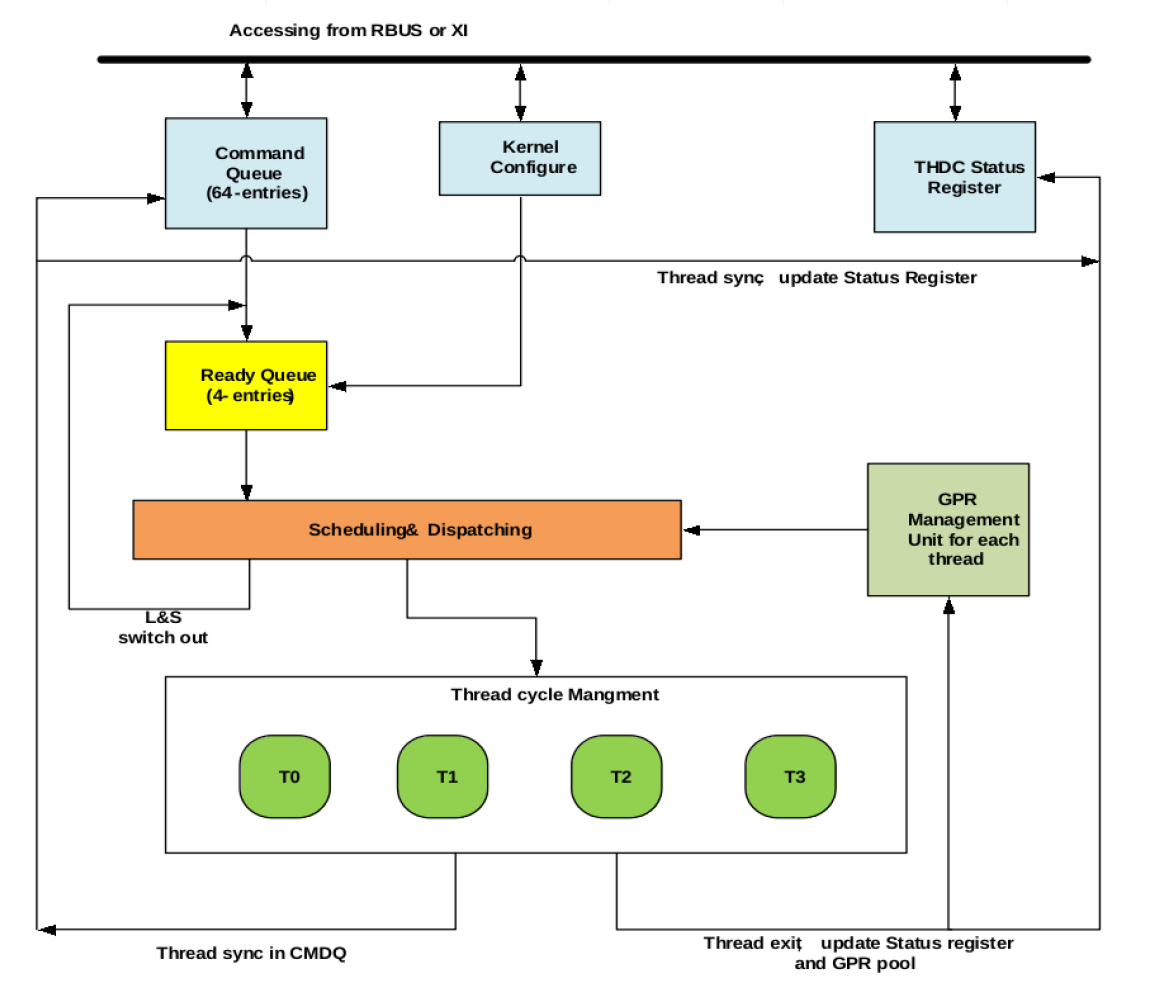 Accessing from RBUS or XI
Command
Queue
(64-entries)
Kernel
Configure
THDC Status
Register
Thread sync, update Status Register
Ready Queue
(4- entries)
GPR
Management
Unit for each
thread
Scheduling& Dispatching
L&S
switch out
Thread cycle Mangment
T0
T1
T2
T3
Thread sync in CMDQ
Thread exit, update Status register
and GPR pool